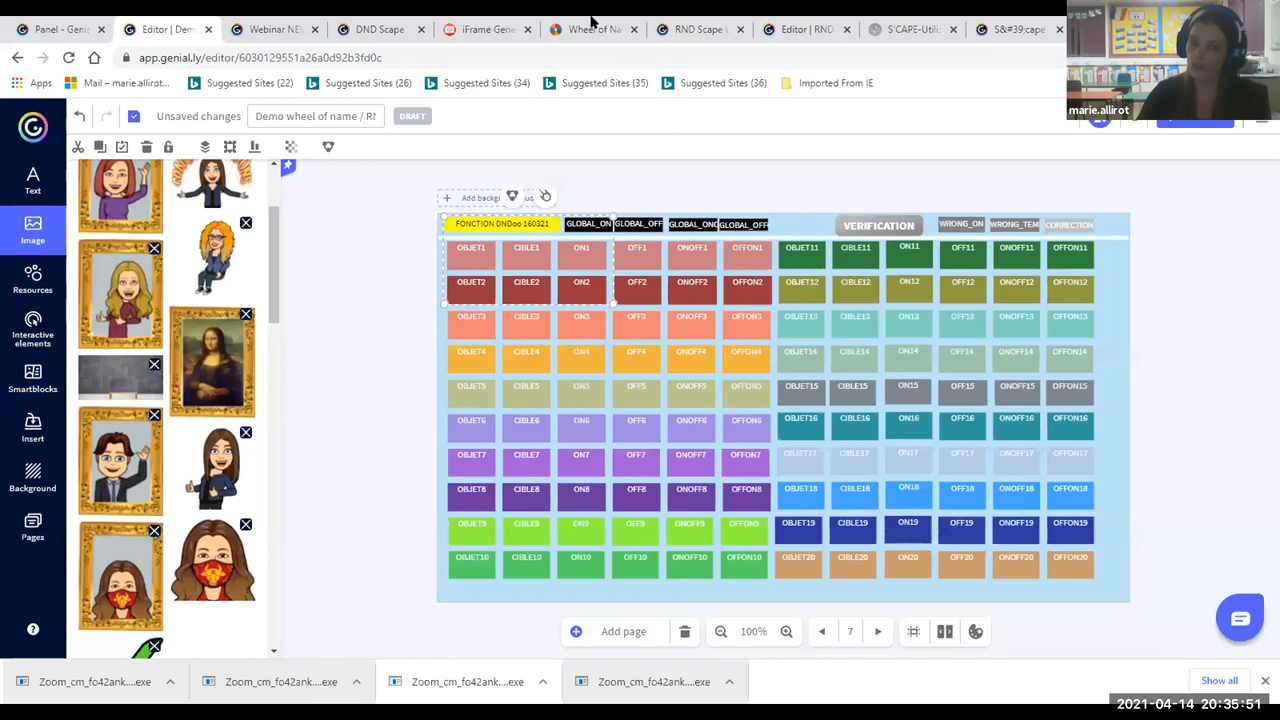 Panel - Genia
Editor | Dem
Webinar NEW
DND Scape
iFrame Gene
Wheel of Na
RND Scape
Editor | RND
S'CAPE-Utili
S&#39;cape
app.genial.ly/editor/6030129551a26a0d92b3fd0c
Apps
Mail – marie.allirot...
Suggested Sites (22)
Suggested Sites (26)
Suggested Sites (34)
Suggested Sites (35)
Suggested Sites (36)
Imported From IE
marie.allirot
Unsaved changes
Demo wheel of name / RN
DRAFT
Text
Image
Resources
Interactive
elements
Smartblocks
Insert
Background
Pages
Add backg
FONCTION DNDoo 160321 GLOBAL_ON GLOBAL_OFF GLOBAL_ONO GLOBAL_OFF VERIFICATION WRONG_ON WRONG_TEM CORRECTION
OBJET1 CIBLE1 ON1 OFF1 ONOFF1 OFFON1 OBJET11 CIBLE11 ON11 OFF11 ONOFF11 OFFON11
OBJET2 CIBLE2 ON2 OFF2 ONOFF2 OFFON2 OBJET12 CIBLE12 ON12 OFF12 ONOFF12 OFFON12
OBJET3 CIBLE3 ON3 OFF3 ONOFF3 OFFON3 OBJET13 CIBLE13 ON13 OFF13 ONOFF13 OFFON13
OBJET4 CIBLE4 ON4 OFF4 ONOFF4 OFFON4 OBJET14 CIBLE14 ON14 OFF14 ONOFF14 OFFON14
OBJET5 CIBLE5 ON5 OFF5 ONOFF5 OFFON5 OBJET15 CIBLE15 ON15 OFF15 ONOFF15 OFFON15
OBJET6 CIBLE6 ON6 OFF6 ONOFF6 OFFON6 OBJET16 CIBLE16 ON16 OFF16 ONOFF16 OFFON16
OBJET7 CIBLE7 ON7 OFF7 ONOFF7 OFFON7 OBJET17 CIBLE17 ON17 OFF17 ONOFF17 OFFON17
OBJET8 CIBLE8 ON8 OFF8 ONOFF8 OFFON8 OBJET18 CIBLE18 ON18 OFF18 ONOFF18 OFFON18
OBJET9 CIBLE9 ON9 OFF9 ONOFF9 OFFON9 OBJET19 CIBLE19 ON19 OFF19 ONOFF19 OFFON19
OBJET10 CIBLE10 ON10 OFF10 ONOFF10 OFFON10 OBJET20 CIBLE20 ON20 OFF20 ONOFF20 OFFON20
Add page
100%
7
Zoom_cm_fo42ank....exe
Zoom_cm_fo42ank....exe
Zoom_cm_fo42ank....exe
Zoom_cm_fo42ank....exe
Show all
2021-04-14 20:35:51